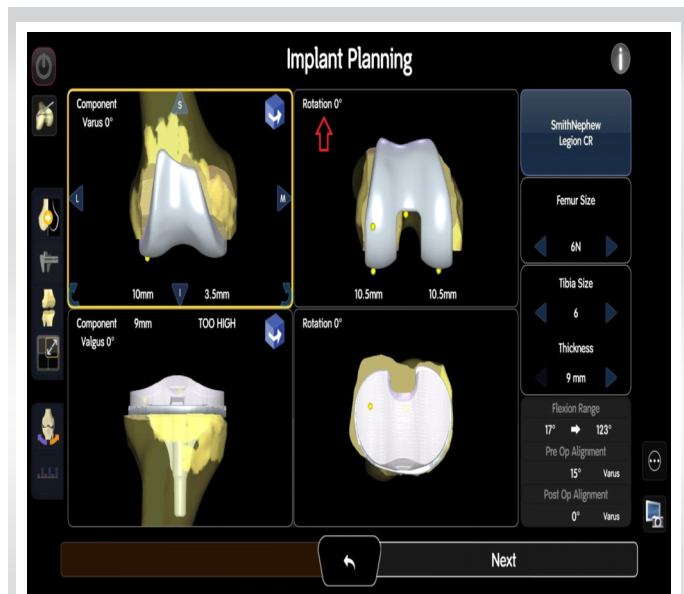 Implant Planning
i
Component
Varus 0°
S
L
M
10mm
I
3.5mm
Rotation 0°
10.5mm
10.5mm
SmithNephew
Legion CR
Femur Size
6N
Component
Valgus 0°
9mm
TOO HIGH
Rotation 0°
Tibia Size
6
Thickness
9 mm
Flexion Range
17° ➡ 123°
Pre Op Alignment
15° Varus
Post Op Alignment
0° Varus
Next